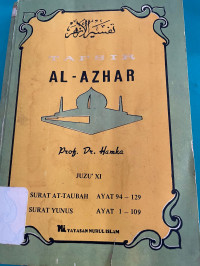 تفسير الأزهر
TAFSIR
AL-AZHAR
Prof. Dr. Hamka
JUZU' XI
SURAT AT-TAUBAH AYAT 94 – 129
SURAT YUNUS AYAT 1 – 109
YAYASAN NURUL ISLAM